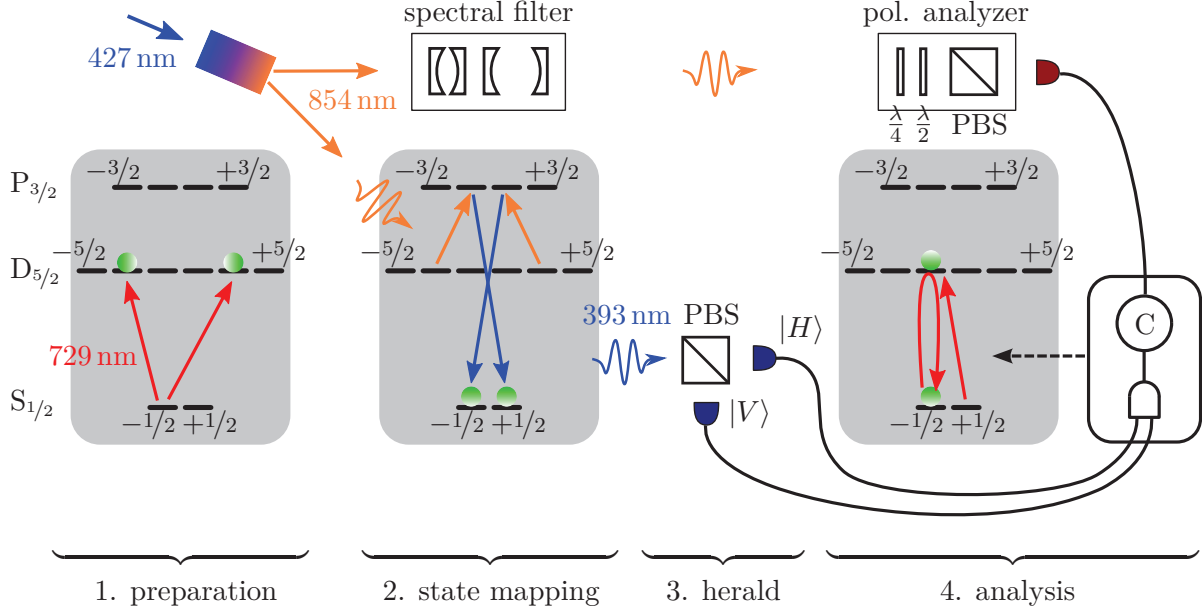 spectral filter
pol. analyzer
427 nm
854 nm
λ/4 λ/2 PBS
−3/2 +3/2
−3/2 +3/2
−3/2 +3/2
P3/2
−5/2 +5/2
−5/2 +5/2
−5/2 +5/2
D5/2
393 nm PBS |H⟩
C
729 nm
S1/2
−1/2 +1/2
−1/2 +1/2
|V⟩
−1/2 +1/2
1. preparation
2. state mapping
3. herald
4. analysis